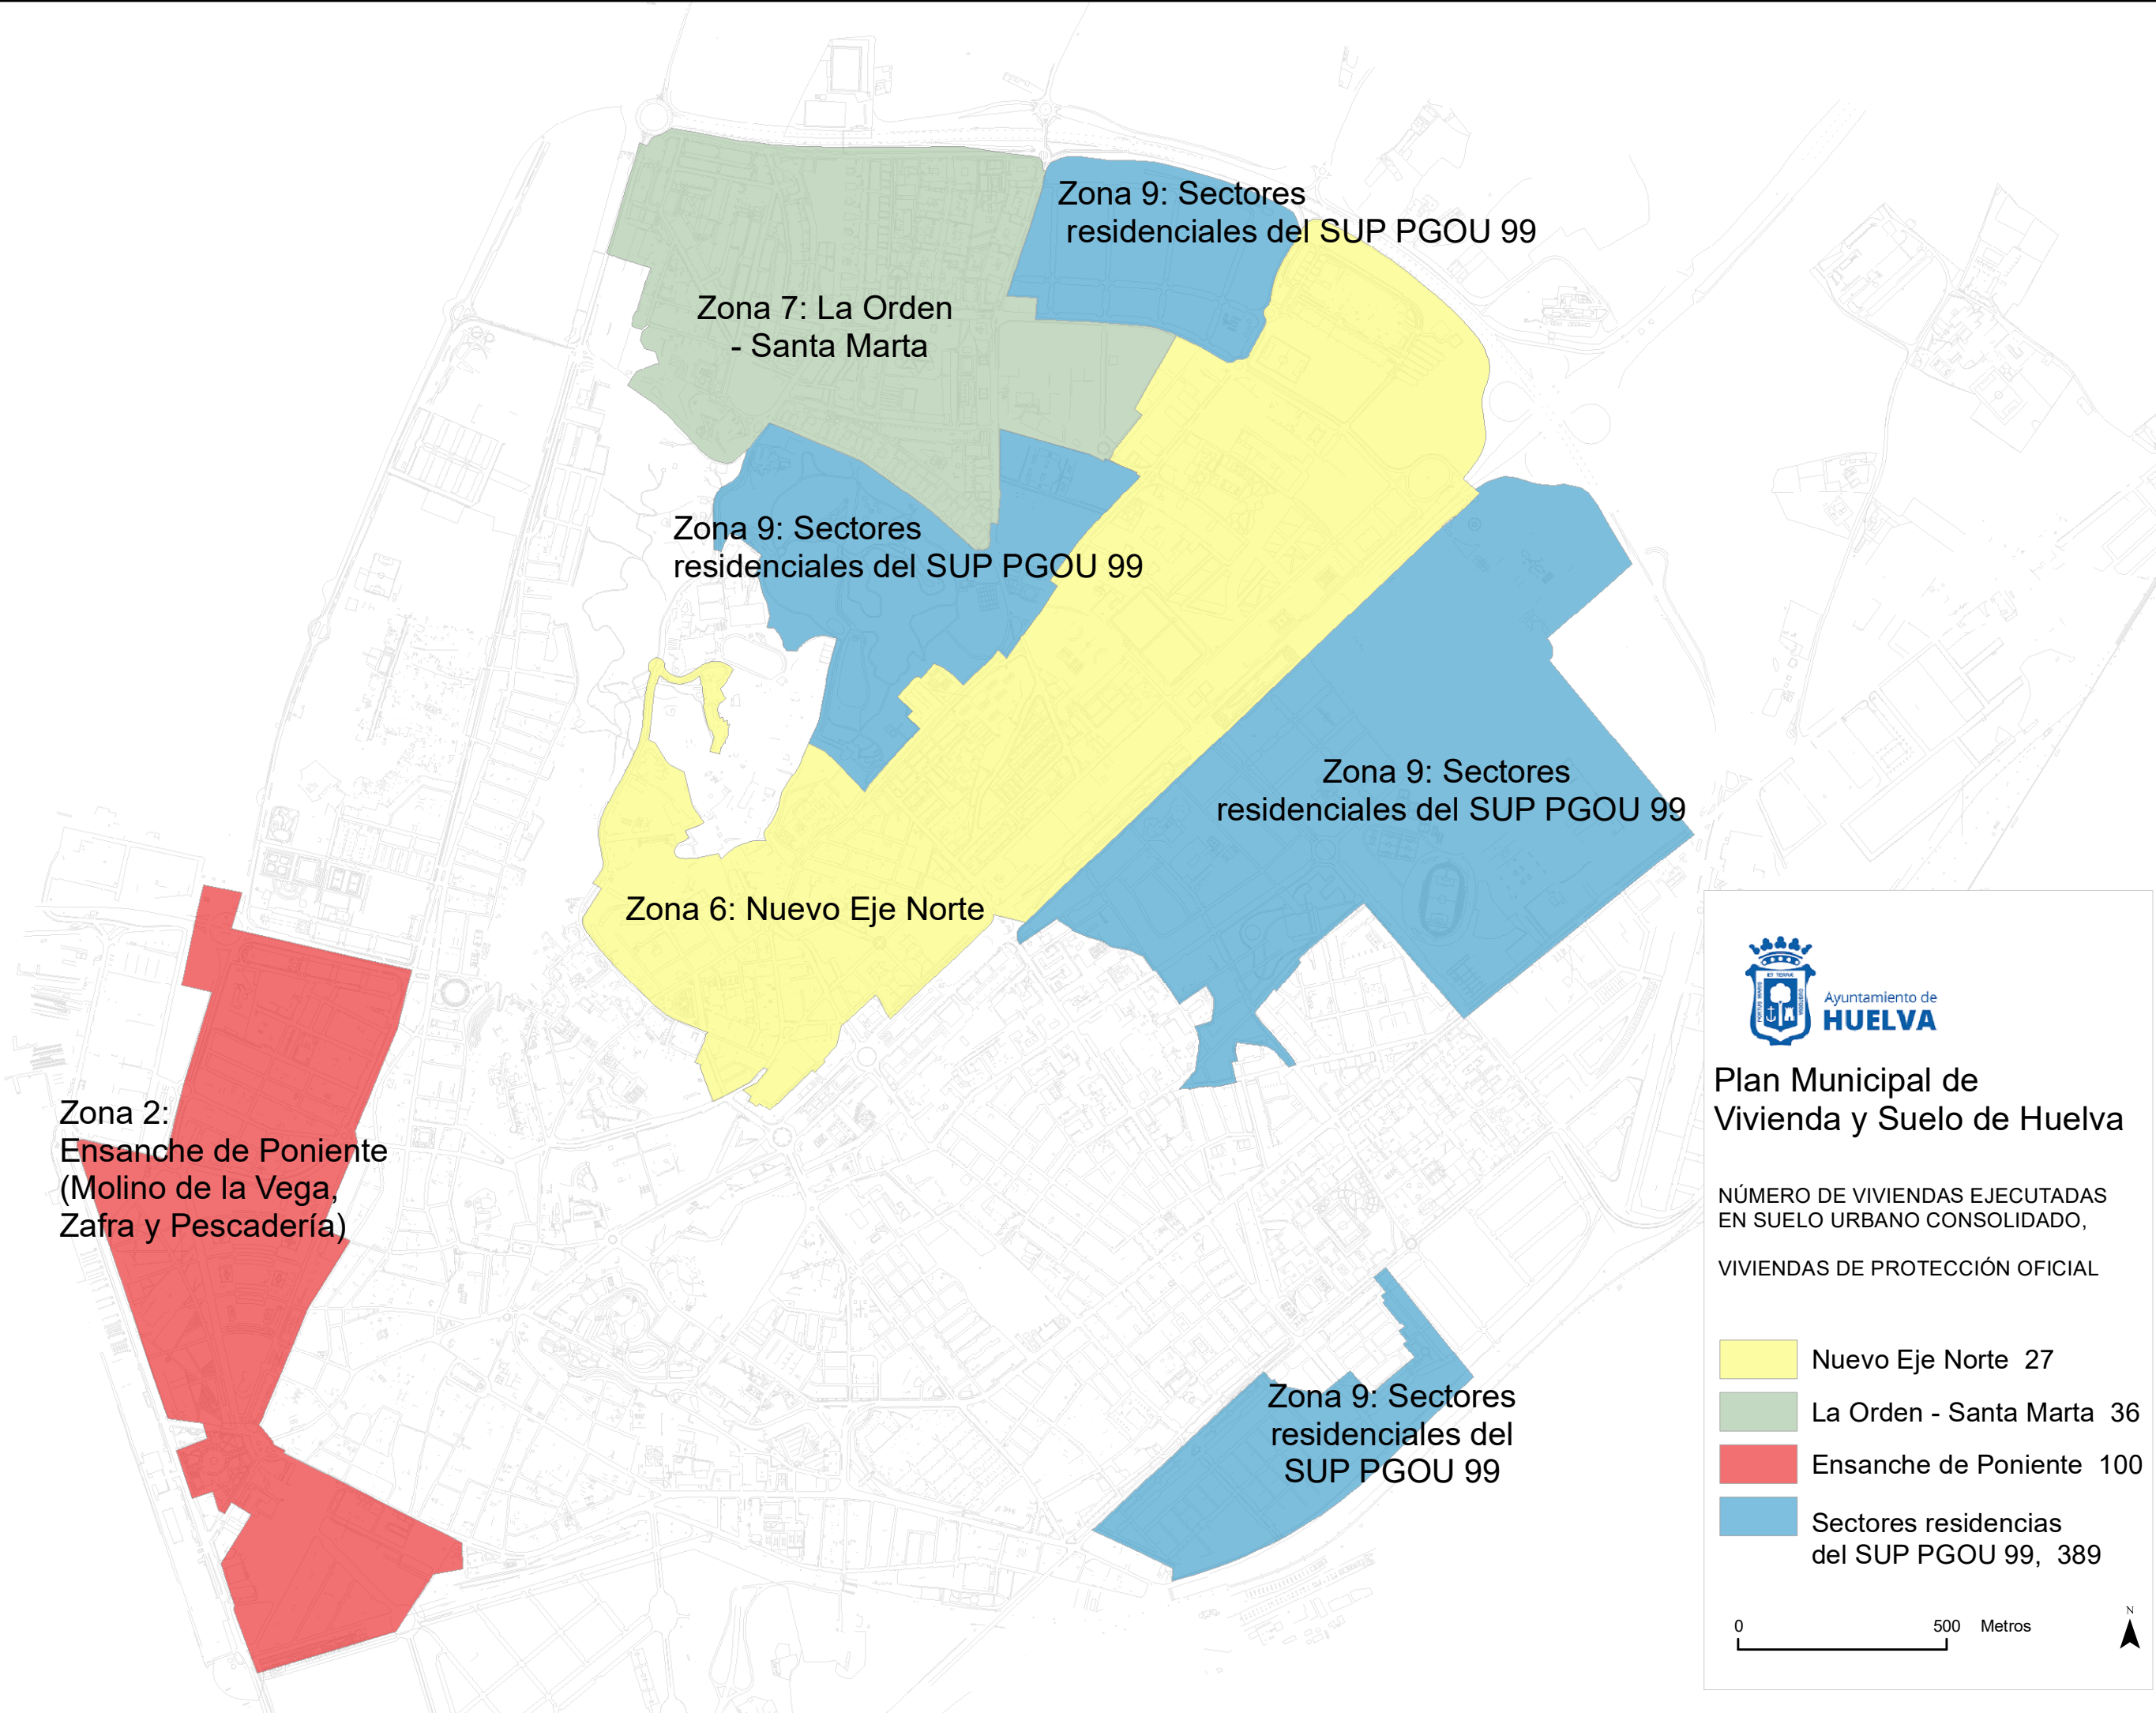 Zona 9: Sectores
residenciales del SUP PGOU 99
Zona 7: La Orden
- Santa Marta
Zona 9: Sectores
residenciales del SUP PGOU 99
Zona 9: Sectores
residenciales del SUP PGOU 99
Zona 6: Nuevo Eje Norte
Zona 2:
Ensanche de Poniente
(Molino de la Vega,
Zafra y Pescadería)
Zona 9: Sectores
residenciales del
SUP PGOU 99
Ayuntamiento de
HUELVA
Plan Municipal de
Vivienda y Suelo de Huelva
NÚMERO DE VIVIENDAS EJECUTADAS
EN SUELO URBANO CONSOLIDADO,
VIVIENDAS DE PROTECCIÓN OFICIAL
Nuevo Eje Norte 27
La Orden - Santa Marta 36
Ensanche de Poniente 100
Sectores residencias
del SUP PGOU 99, 389
0 500 Metros
N